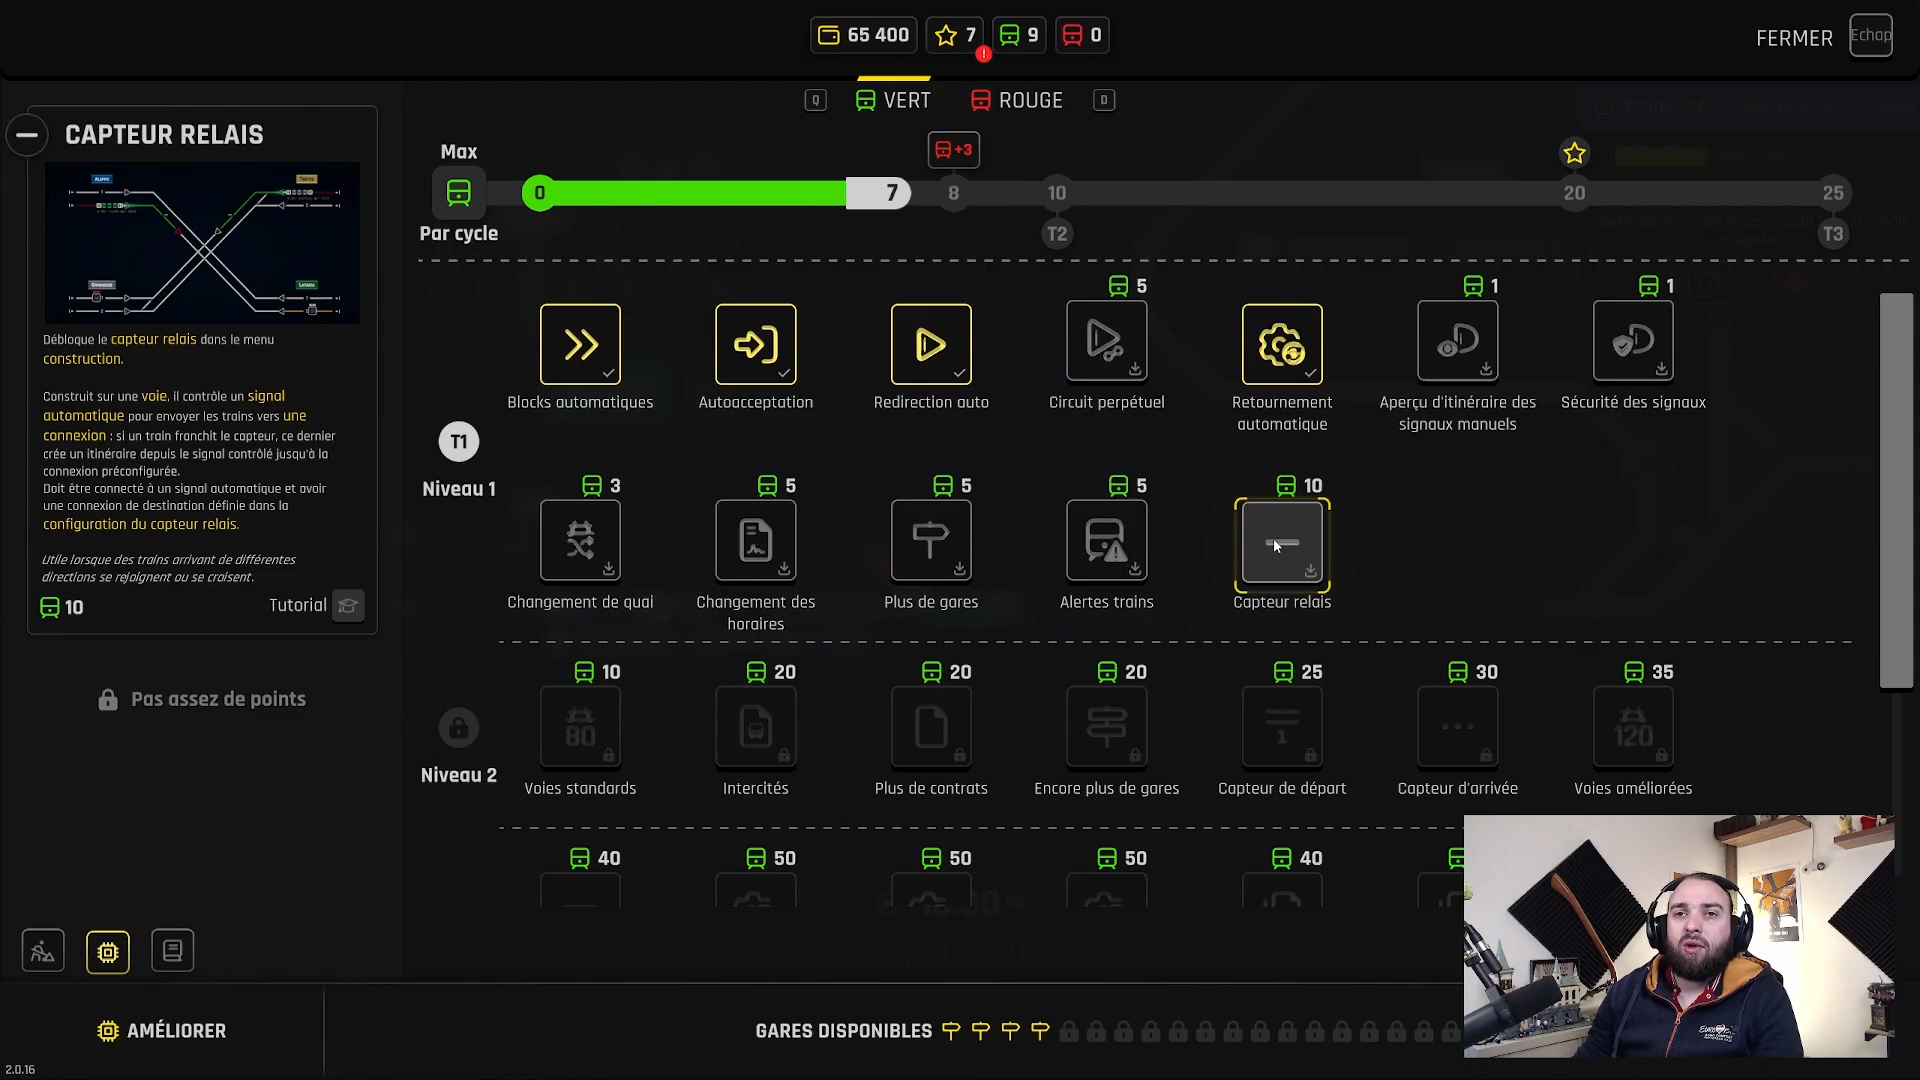 65 400
7
9
0
FERMER
Echap
Q
VERT
ROUGE
D
CAPTEUR RELAIS
Débloque le capteur relais dans le menu
construction.
Construit sur une voie, il contrôle un signal
automatique pour envoyer les trains vers une
connexion : si un train franchit le capteur, ce dernier
crée un itinéraire depuis le signal contrôlé jusqu'à la
connexion préconfigurée.
Doit être connecté à un signal automatique et avoir
une connexion de destination définie dans la
configuration du capteur relais.
Utile lorsque des trains arrivant de différentes
directions se rejoignent ou se croisent.
10
Tutorial
Pas assez de points
Max
+3
0
7
8
10
20
25
Par cycle
T2
T3
5
1
1
Blocks automatiques
Autoacceptation
Redirection auto
Circuit perpétuel
Retournement
automatique
Aperçu d'itinéraire des
signaux manuels
Sécurité des signaux
T1
Niveau 1
3
5
5
5
10
Changement de quai
Changement des
horaires
Plus de gares
Alertes trains
Capteur relais
10
20
20
20
25
30
35
80
1
120
Niveau 2
Voies standards
Intercités
Plus de contrats
Encore plus de gares
Capteur de départ
Capteur d'arrivée
Voies améliorées
40
50
50
50
40
AMÉLIORER
GARES DISPONIBLES
2.0.16